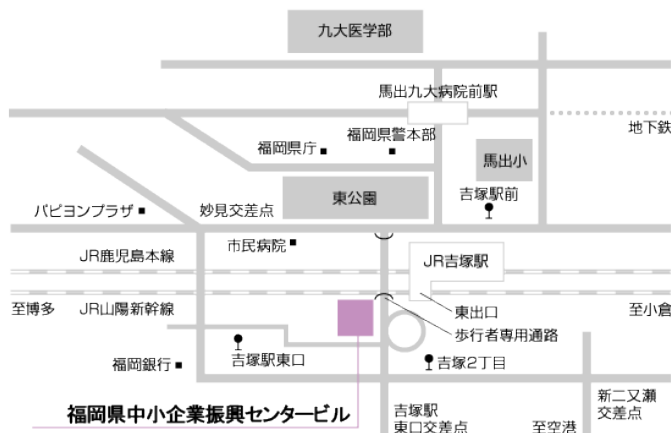 九大医学部
馬出九大病院前駅
地下鉄
福岡県警本部
福岡県庁
馬出小
東公園
吉塚駅前
パピヨンプラザ
妙見交差点
市民病院
JR鹿児島本線
JR吉塚駅
至博多
JR山陽新幹線
東出口
至小倉
歩行者専用通路
吉塚駅東口
吉塚2丁目
福岡銀行
福岡県中小企業振興センタービル
吉塚駅
東口交差点
新二又瀬
交差点
至空港